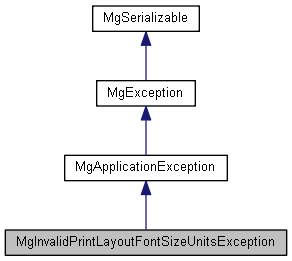 MgSerializable
MgException
MgApplicationException
MgInvalidPrintLayoutFontSizeUnitsException